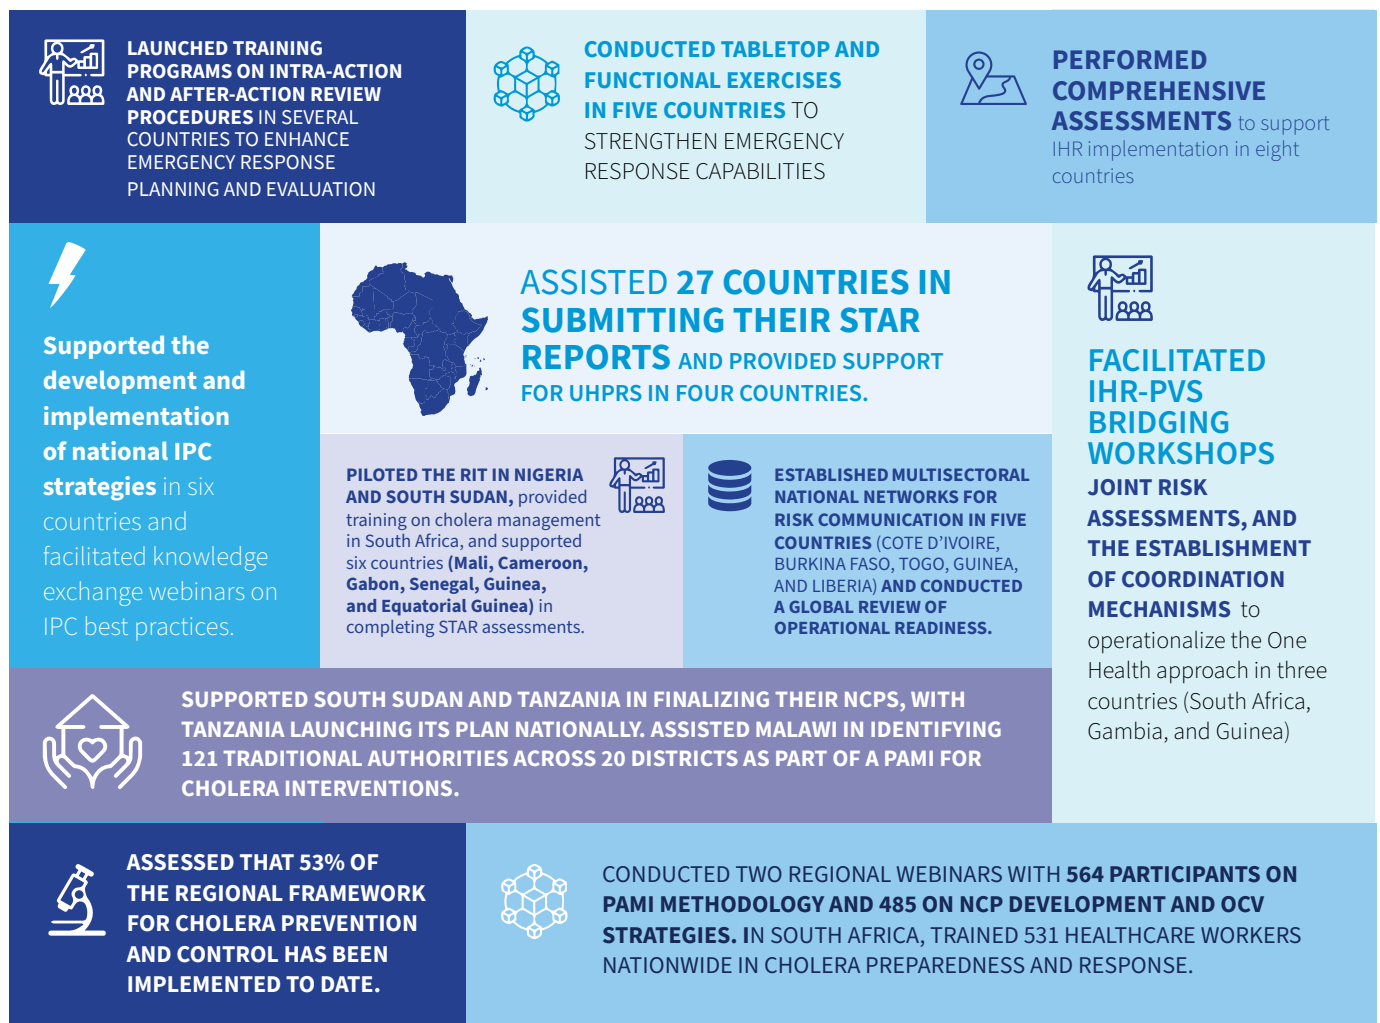 LAUNCHED TRAINING
PROGRAMS ON INTRA-ACTION
AND AFTER-ACTION REVIEW
PROCEDURES IN SEVERAL
COUNTRIES TO ENHANCE
EMERGENCY RESPONSE
PLANNING AND EVALUATION
CONDUCTED TABLETOP AND
FUNCTIONAL EXERCISES
IN FIVE COUNTRIES TO
STRENGTHEN EMERGENCY
RESPONSE CAPABILITIES
PERFORMED
COMPREHENSIVE
ASSESSMENTS to support
IHR implementation in eight
countries
Supported the
development and
implementation
of national IPC
strategies in six
countries and
facilitated knowledge
exchange webinars on
IPC best practices.
ASSISTED 27 COUNTRIES IN
SUBMITTING THEIR STAR
REPORTS AND PROVIDED SUPPORT
FOR UHPRS IN FOUR COUNTRIES.
PILOTED THE RIT IN NIGERIA
AND SOUTH SUDAN, provided
training on cholera management
in South Africa, and supported
six countries (Mali, Cameroon,
Gabon, Senegal, Guinea,
and Equatorial Guinea) in
completing STAR assessments.
ESTABLISHED MULTISECTORAL
NATIONAL NETWORKS FOR
RISK COMMUNICATION IN FIVE
COUNTRIES (COTE D'IVOIRE,
BURKINA FASO, TOGO, GUINEA,
AND LIBERIA) AND CONDUCTED
A GLOBAL REVIEW OF
OPERATIONAL READINESS.
FACILITATED
IHR-PVS
BRIDGING
WORKSHOPS
JOINT RISK
ASSESSMENTS, AND
THE ESTABLISHMENT
OF COORDINATION
MECHANISMS to
operationalize the One
Health approach in three
countries (South Africa,
Gambia, and Guinea)
SUPPORTED SOUTH SUDAN AND TANZANIA IN FINALIZING THEIR NCPS, WITH
TANZANIA LAUNCHING ITS PLAN NATIONALLY. ASSISTED MALAWI IN IDENTIFYING
121 TRADITIONAL AUTHORITIES ACROSS 20 DISTRICTS AS PART OF A PAMI FOR
CHOLERA INTERVENTIONS.
ASSESSED THAT 53% OF
THE REGIONAL FRAMEWORK
FOR CHOLERA PREVENTION
AND CONTROL HAS BEEN
IMPLEMENTED TO DATE.
CONDUCTED TWO REGIONAL WEBINARS WITH 564 PARTICIPANTS ON
PAMI METHODOLOGY AND 485 ON NCP DEVELOPMENT AND OCV
STRATEGIES. IN SOUTH AFRICA, TRAINED 531 HEALTHCARE WORKERS
NATIONWIDE IN CHOLERA PREPAREDNESS AND RESPONSE.